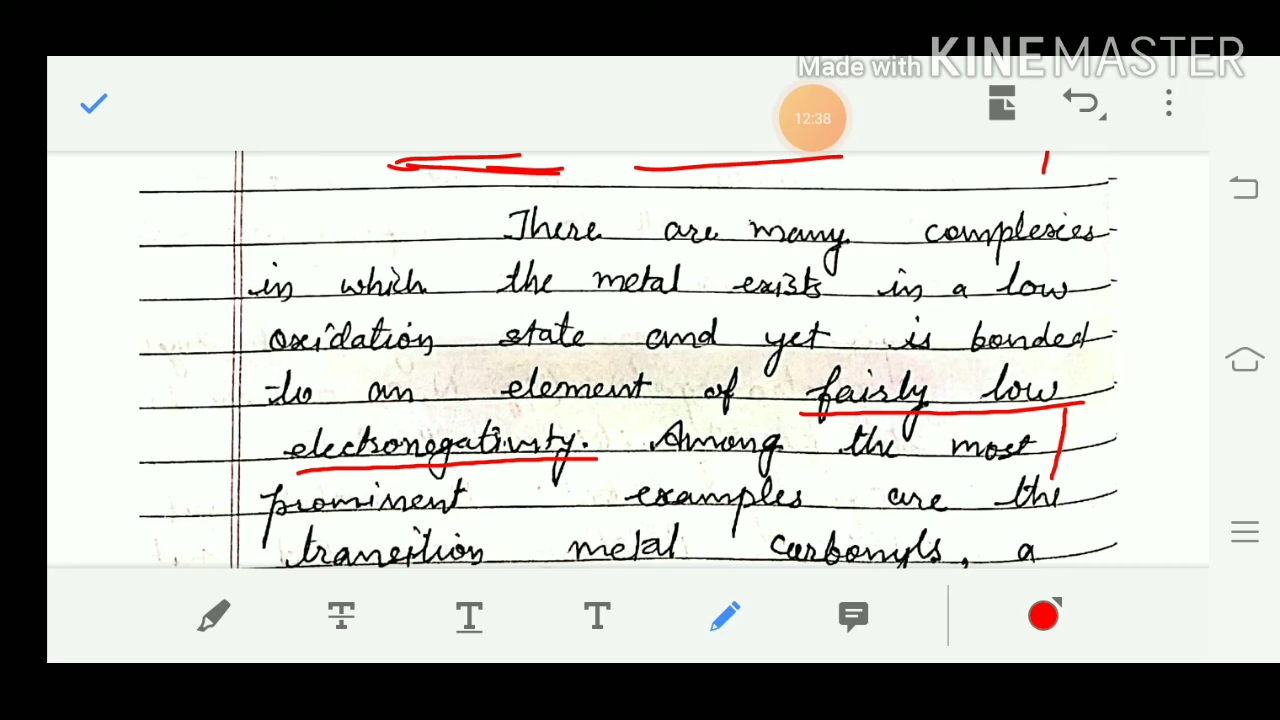 Made with KINEMASTER
12:38
There are many complexies
in which the metal exists in a low
oxidation state and yet is bonded
to an element of fairly low
electronegativity. Among the most
prominent examples are the
transition metal carbonyls, a
T T T